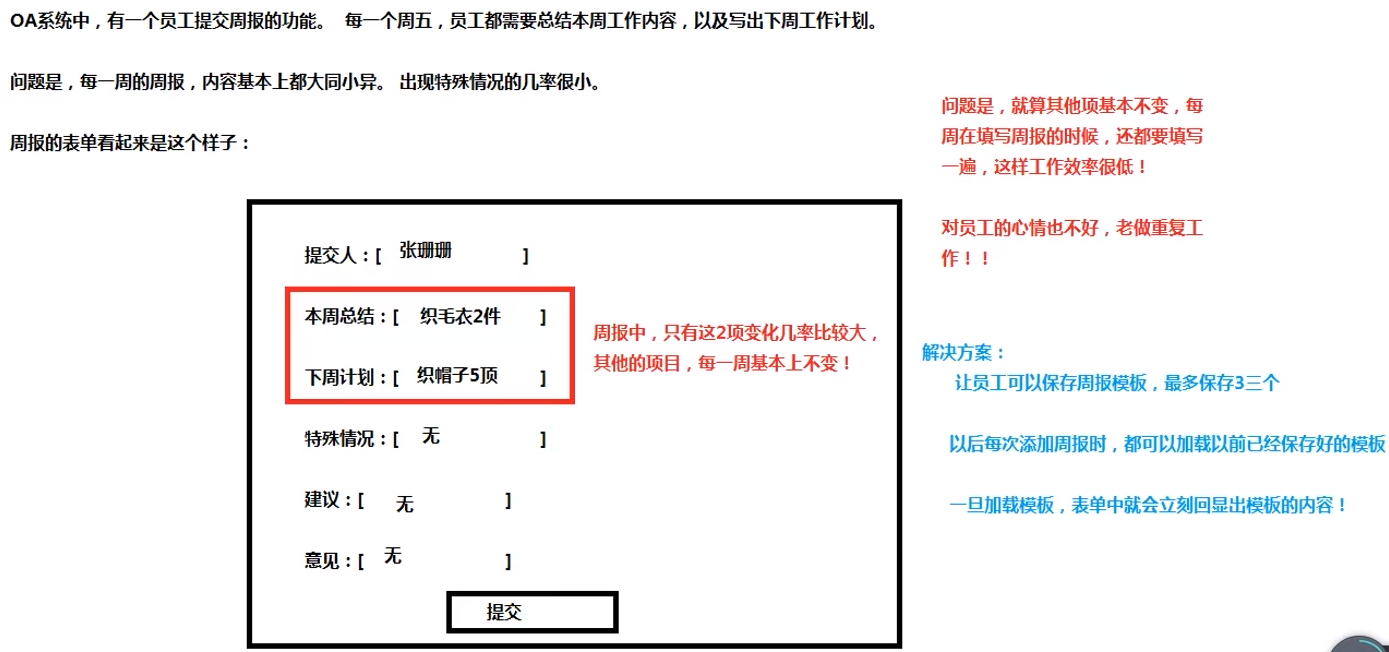 OA系统中，有一个员工提交周报的功能。 每一个周五，员工都需要总结本周工作内容，以及写出下周工作计划。
问题是，每一周的周报，内容基本上都大同小异。 出现特殊情况的几率很小。
周报的表单看起来是这个样子：
提交人：[ 张珊珊 ]
本周总结：[ 织毛衣2件 ]
下周计划：[ 织帽子5顶 ]
特殊情况：[ 无 ]
建议：[ 无 ]
意见：[ 无 ]
提交
周报中，只有这2项变化几率比较大，
其他的项目，每一周基本上不变！
问题是，就算其他项基本不变，每
周在填写周报的时候，还都要填写
一遍，这样工作效率很低！
对员工的心情也不好，老做重复工
作！！
解决方案：
让员工可以保存周报模板，最多保存3三个
以后每次添加周报时，都可以加载以前已经保存好的模板
一旦加载模板，表单中就会立刻回显出模板的内容！